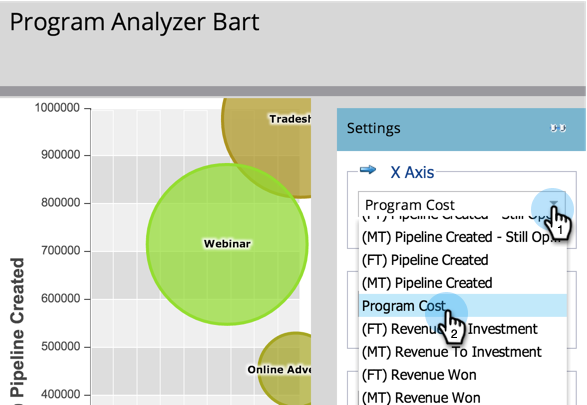 Program Analyzer Bart
Settings
X Axis
Program Cost
(FT) Pipeline Created - Still Op...
(MT) Pipeline Created - Still Op...
(FT) Pipeline Created
(MT) Pipeline Created
Program Cost
(FT) Revenue Investment
(MT) Revenue To Investment
(FT) Revenue Won
(MT) Revenue Won
1
2
1000000
900000
800000
700000
600000
500000
400000
) Pipeline Created
Tradesh
Webinar
Online Adve